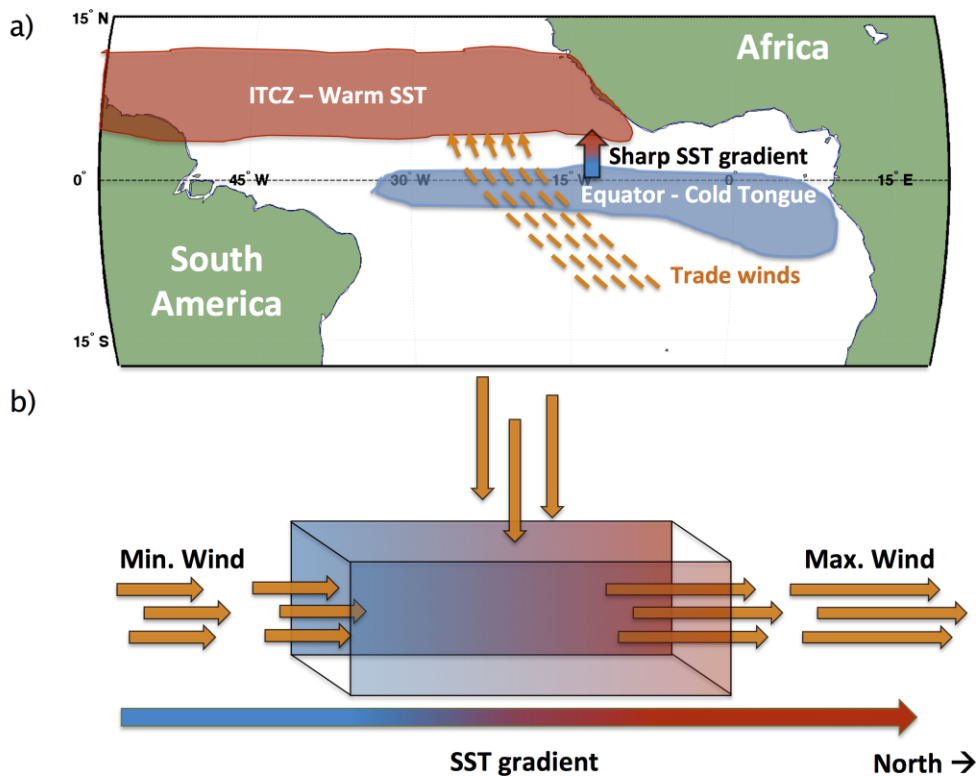 a)
15° N
Africa
ITCZ – Warm SST
Sharp SST gradient
0° 45° W 30° W 15° W 0° 15° E
Equator - Cold Tongue
South
America
Trade winds
15° S
b)
Min. Wind
Max. Wind
SST gradient
North →